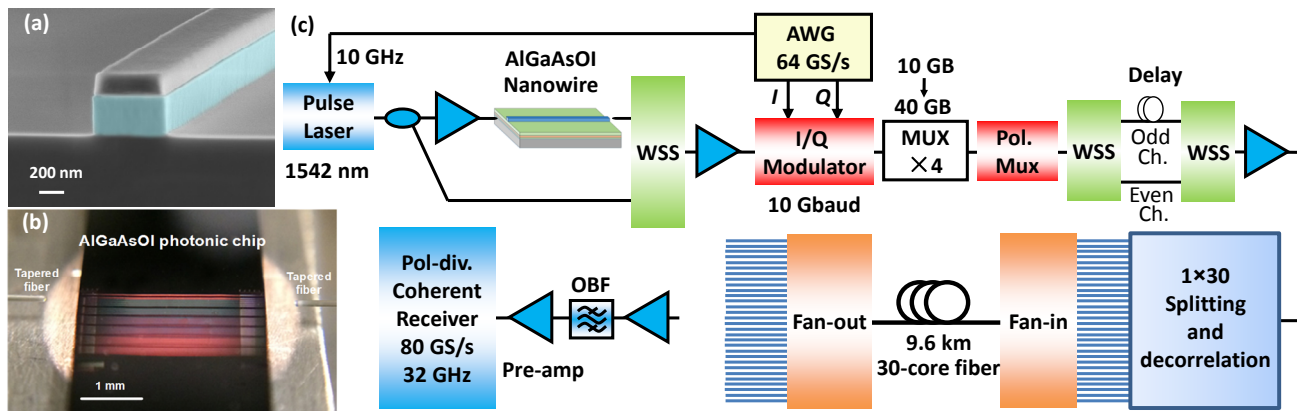 (a)
200 nm
(b)
AlGaAsOI photonic chip
Tapered
fiber
Tapered
fiber
1 mm
(c)
10 GHz
Pulse
Laser
1542 nm
AlGaAsOI
Nanowire
WSS
AWG
64 GS/s
I
Q
I/Q
Modulator
10 Gbaud
10 GB
40 GB
MUX
×4
Pol.
Mux
WSS
Delay
Odd
Ch.
Even
Ch.
WSS
Pol-div.
Coherent
Receiver
80 GS/s
32 GHz
Pre-amp
OBF
Fan-out
9.6 km
30-core fiber
Fan-in
1×30
Splitting
and
decorrelation